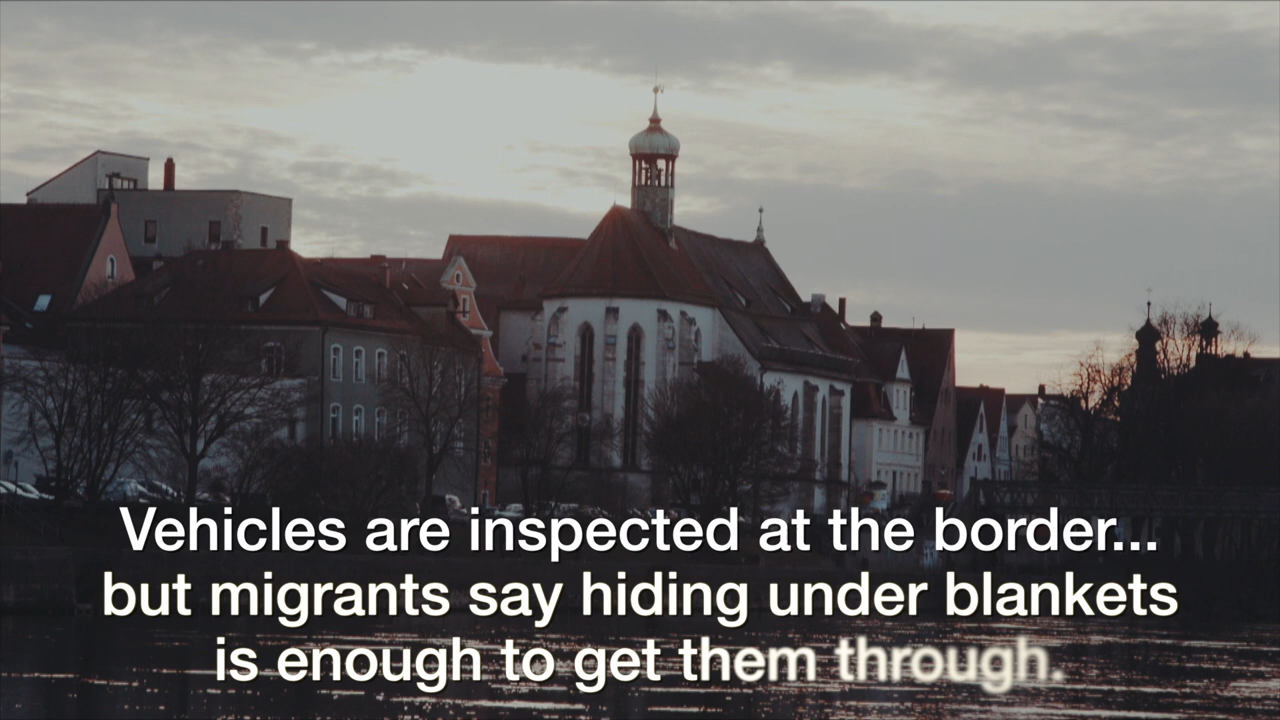 Vehicles are inspected at the border...
but migrants say hiding under blankets
is enough to get them through.